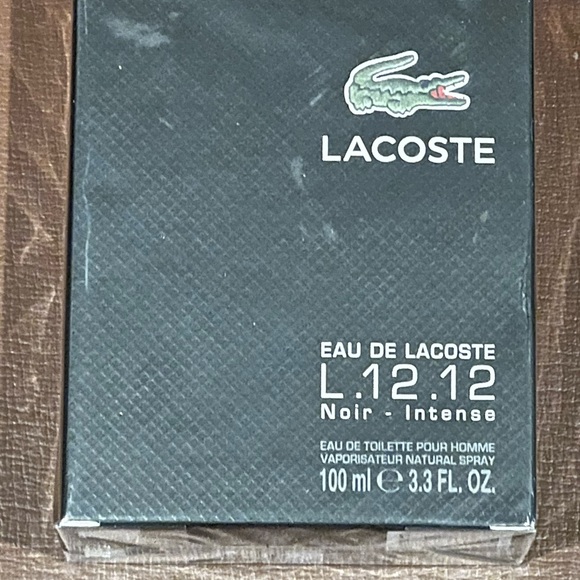 LACOSTE
EAU DE LACOSTE
L.12.12
Noir - Intense
EAU DE TOILETTE POUR HOMME
VAPORISATEUR NATURAL SPRAY
100 ml ℮ 3.3 FL. OZ.